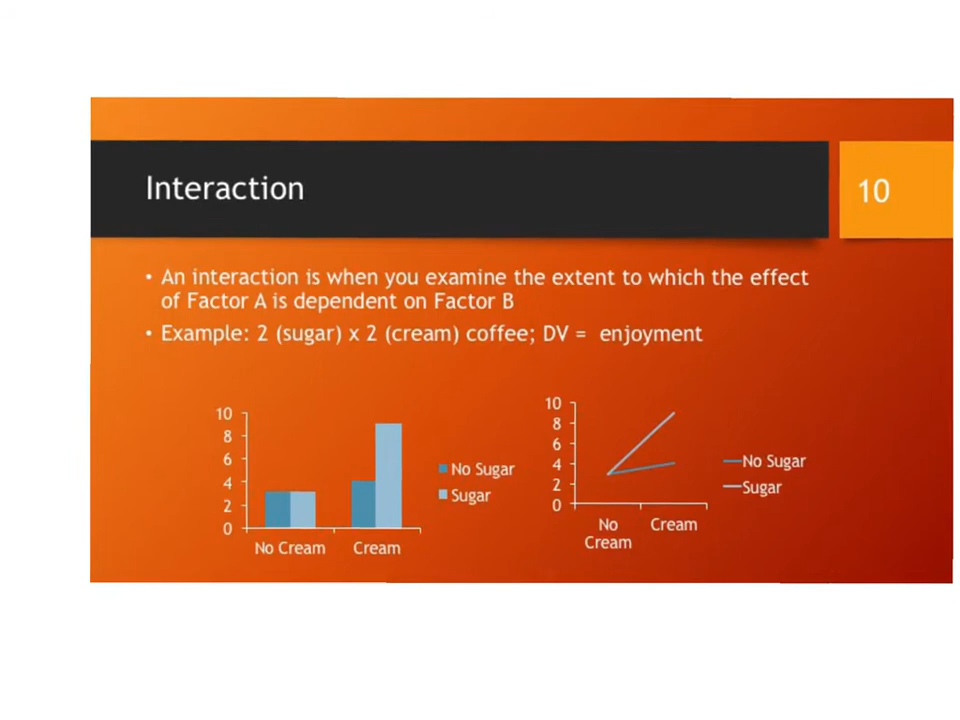 Interaction
10
• An interaction is when you examine the extent to which the effect
of Factor A is dependent on Factor B
• Example: 2 (sugar) x 2 (cream) coffee; DV = enjoyment
10
8
6
4
2
0
No Cream
Cream
No Sugar
Sugar
10
8
6
4
2
0
No
Cream
Cream
No Sugar
Sugar